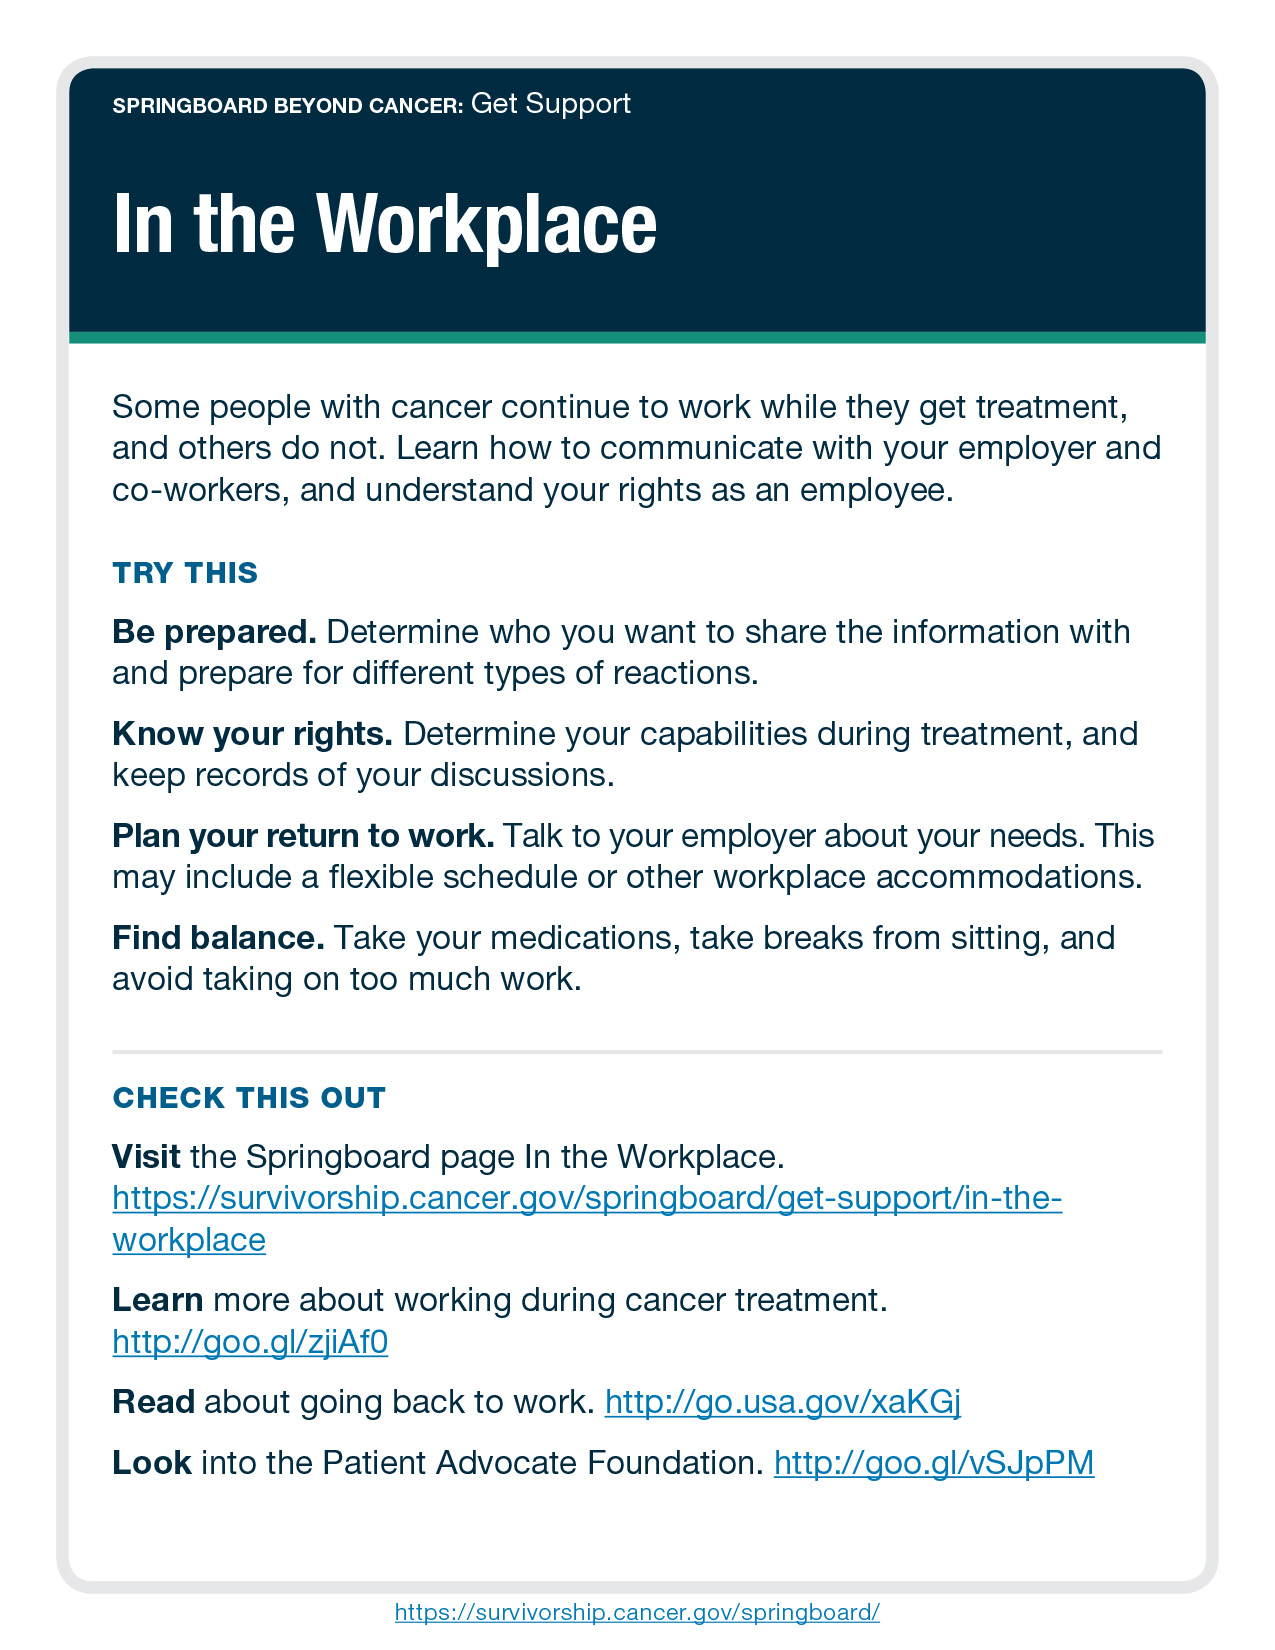 SPRINGBOARD BEYOND CANCER: Get Support
In the Workplace
Some people with cancer continue to work while they get treatment,
and others do not. Learn how to communicate with your employer and
co-workers, and understand your rights as an employee.
TRY THIS
Be prepared. Determine who you want to share the information with
and prepare for different types of reactions.
Know your rights. Determine your capabilities during treatment, and
keep records of your discussions.
Plan your return to work. Talk to your employer about your needs. This
may include a flexible schedule or other workplace accommodations.
Find balance. Take your medications, take breaks from sitting, and
avoid taking on too much work.
CHECK THIS OUT
Visit the Springboard page In the Workplace.
https://survivorship.cancer.gov/springboard/get-support/in-the-
workplace
Learn more about working during cancer treatment.
http://goo.gl/zjiAf0
Read about going back to work. http://go.usa.gov/xaKGj
Look into the Patient Advocate Foundation. http://goo.gl/vSJpPM
https://survivorship.cancer.gov/springboard/